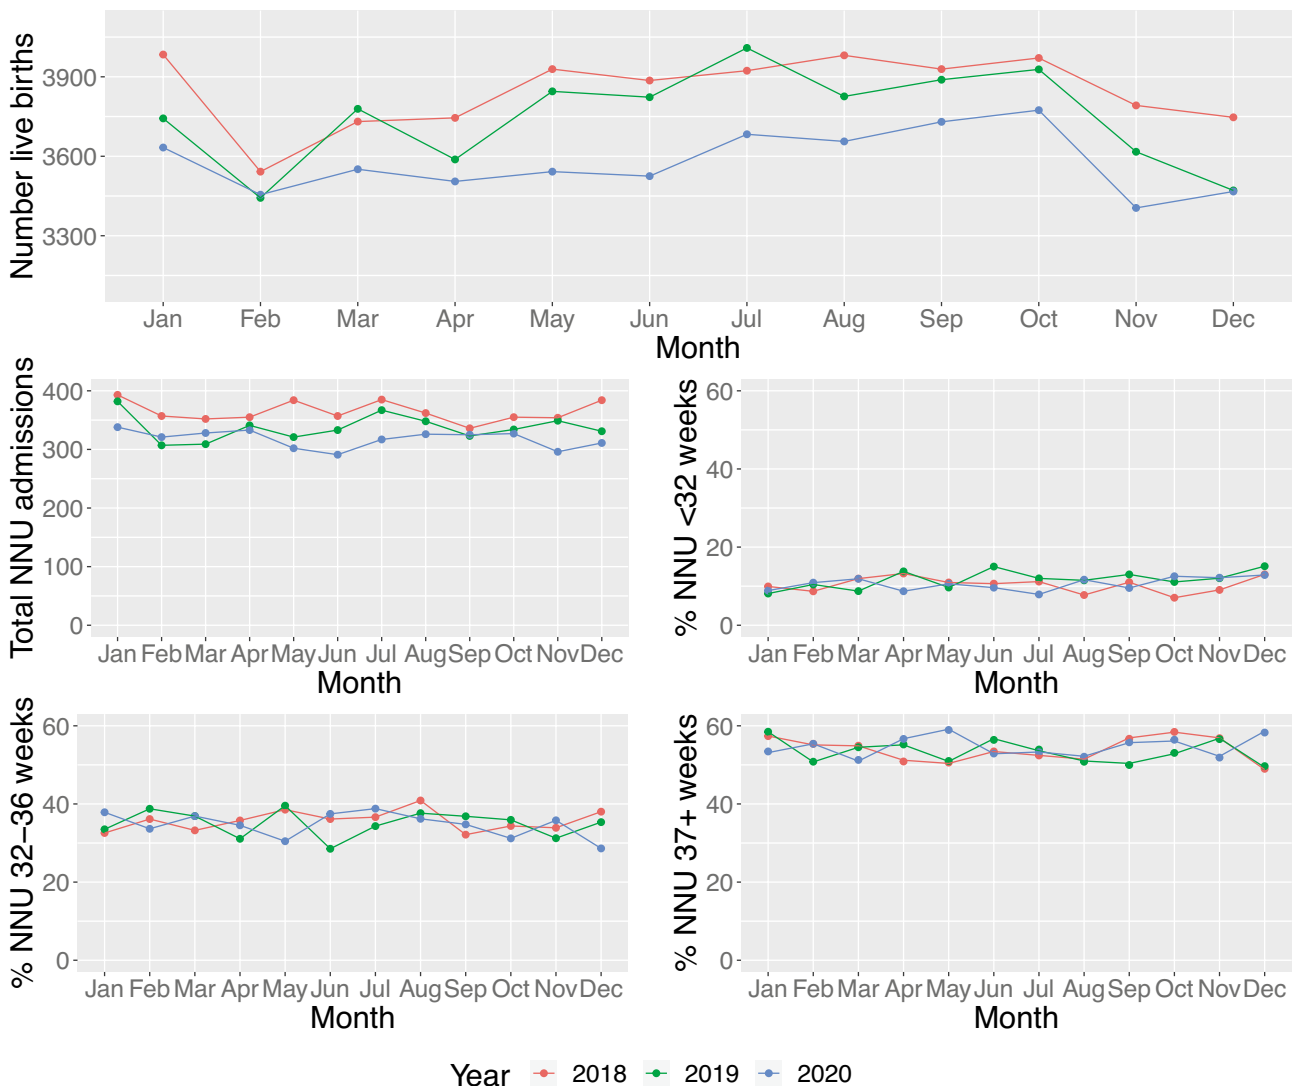 Number live births
3900
3600
3300
Jan Feb Mar Apr May Jun Jul Aug Sep Oct Nov Dec
Month
Total NNU admissions
400
300
200
100
0
Jan Feb Mar Apr May Jun Jul Aug Sep Oct Nov Dec
Month
% NNU <32 weeks
60
40
20
0
Jan Feb Mar Apr May Jun Jul Aug Sep Oct Nov Dec
Month
% NNU 32–36 weeks
60
40
20
0
Jan Feb Mar Apr May Jun Jul Aug Sep Oct Nov Dec
Month
% NNU 37+ weeks
60
40
20
0
Jan Feb Mar Apr May Jun Jul Aug Sep Oct Nov Dec
Month
Year 2018 2019 2020